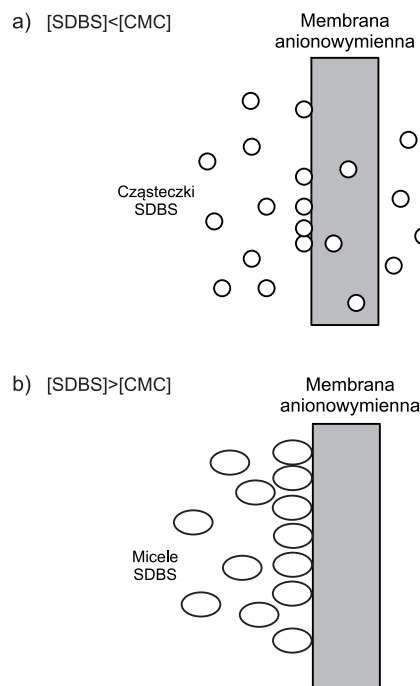 a) [SDBS]<[CMC]
Membrana
anionowymienna
Cząsteczki
SDBS
b) [SDBS]>[CMC]
Membrana
anionowymienna
Micele
SDBS